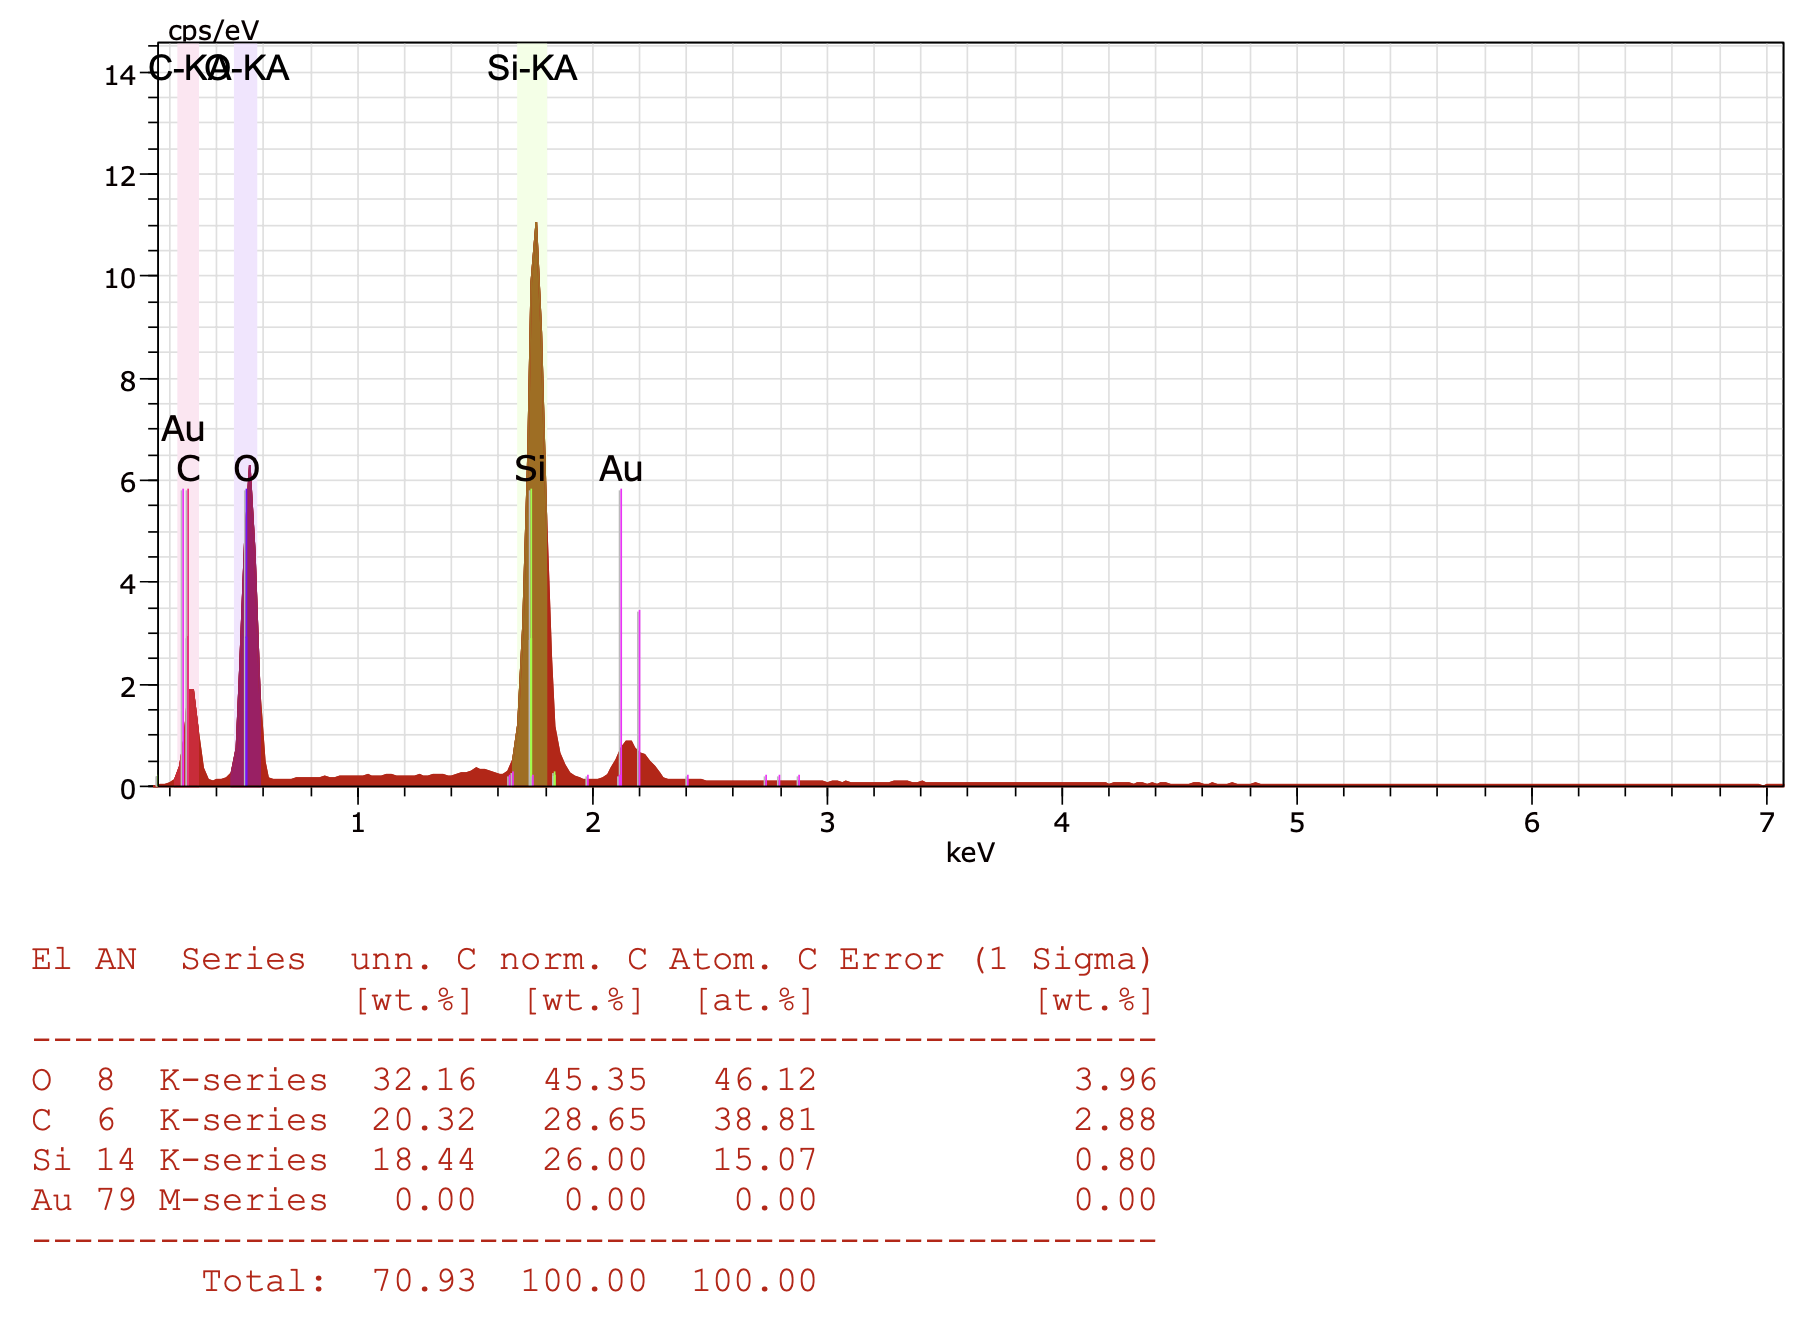 cps/eV
C-KA O-KA Si-KA
14
12
10
8
Au
6
C O Si Au
4
2
0
1 2 3 4 5 6 7
keV
El AN Series unn. C norm. C Atom. C Error (1 Sigma)
[wt.%] [wt.%] [at.%] [wt.%]
O 8 K-series 32.16 45.35 46.12 3.96
C 6 K-series 20.32 28.65 38.81 2.88
Si 14 K-series 18.44 26.00 15.07 0.80
Au 79 M-series 0.00 0.00 0.00 0.00
Total: 70.93 100.00 100.00